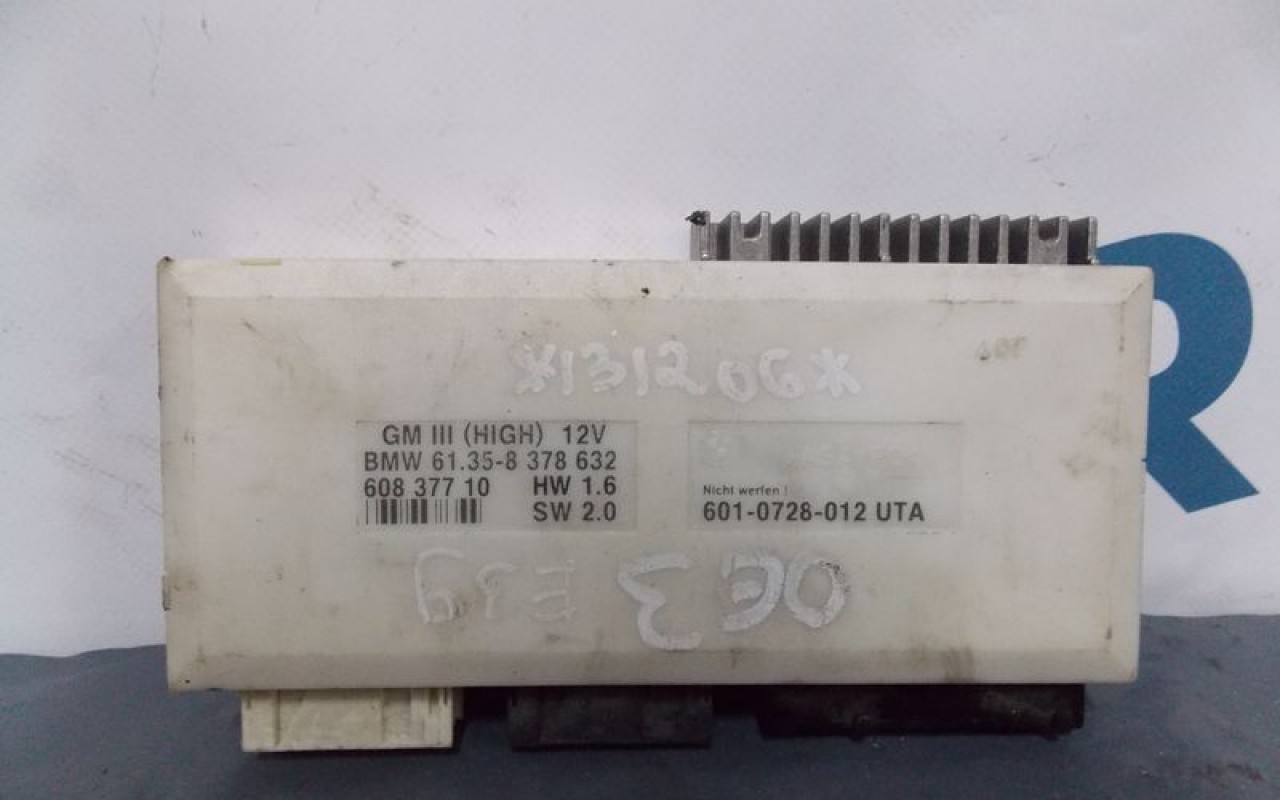 *131206*
GM III (HIGH) 12V
BMW 61.35-8 378 632
608 377 10 HW 1.6
SW 2.0
Nicht werfen !
601-0728-012 UTA
E39
R